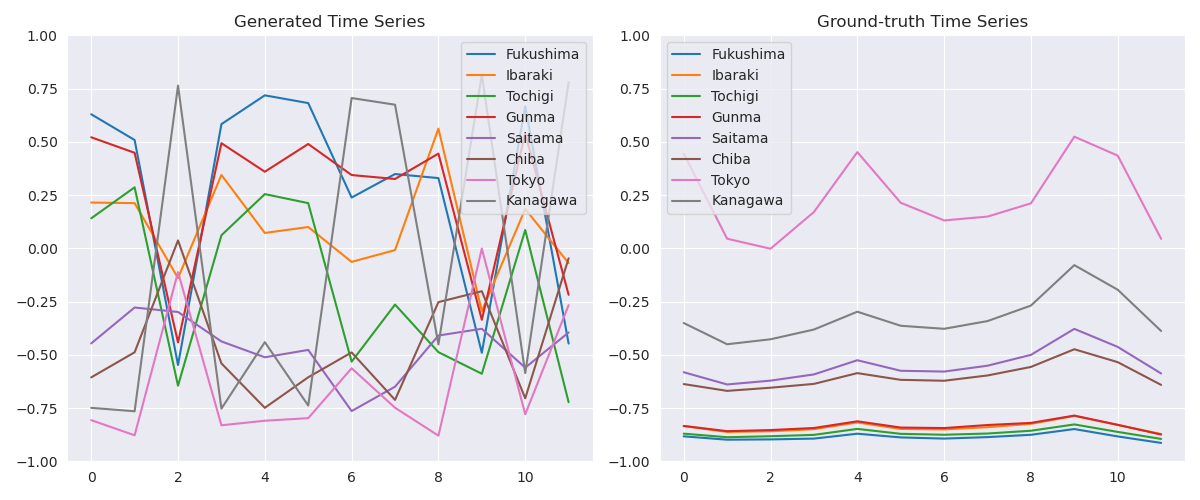 Generated Time Series
1.00
0.75
0.50
0.25
0.00
−0.25
−0.50
−0.75
−1.00
0 2 4 6 8 10
Fukushima
Ibaraki
Tochigi
Gunma
Saitama
Chiba
Tokyo
Kanagawa
Ground-truth Time Series
1.00
0.75
0.50
0.25
0.00
−0.25
−0.50
−0.75
−1.00
0 2 4 6 8 10
Fukushima
Ibaraki
Tochigi
Gunma
Saitama
Chiba
Tokyo
Kanagawa